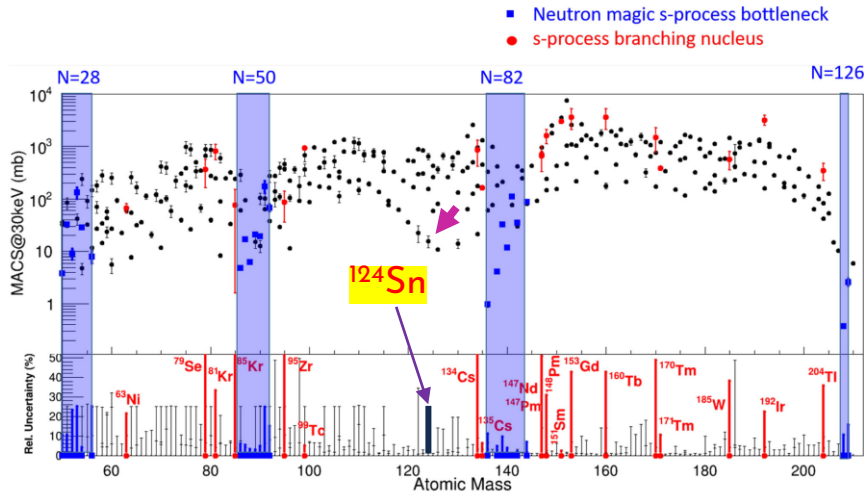 Neutron magic s-process bottleneck
s-process branching nucleus
N=28
N=50
N=82
N=126
MACS@30keV (mb)
10⁴
10³
10²
10
1
¹²⁴Sn
Rel. Uncertainty (%)
50
40
30
20
10
0
⁶³Ni
⁷⁹Se
⁸¹Kr
⁸⁵Kr
⁹⁵Zr
⁹⁹Tc
¹³⁴Cs
¹³⁵Cs
¹⁴⁷Nd
¹⁴⁷Pm
¹⁴⁸Pm
¹⁵¹Sm
¹⁵³Gd
¹⁶⁰Tb
¹⁷⁰Tm
¹⁷¹Tm
¹⁸⁵W
¹⁹²Ir
²⁰⁴Tl
60
80
100
120
140
160
180
200
Atomic Mass